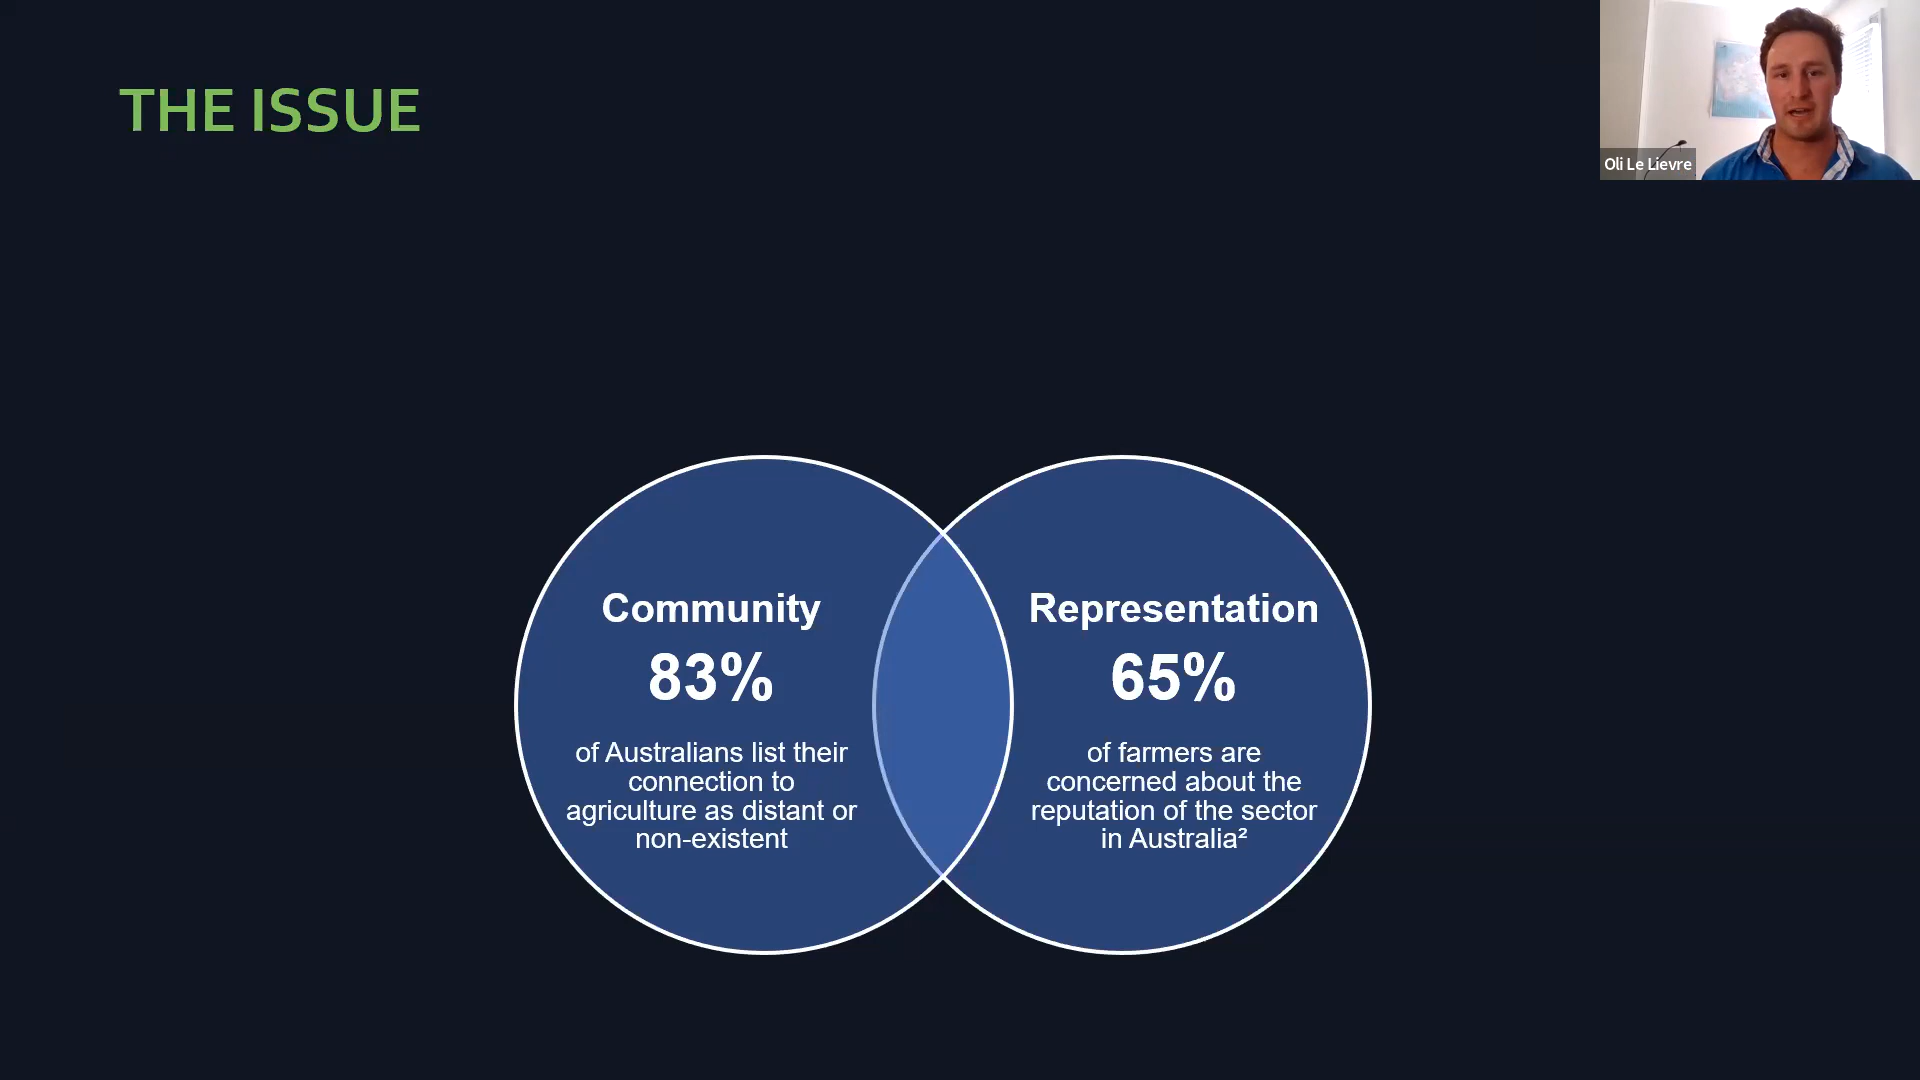 THE ISSUE
Oli Le Lievre
Community
83%
of Australians list their
connection to
agriculture as distant or
non-existent
Representation
65%
of farmers are
concerned about the
reputation of the sector
in Australia²